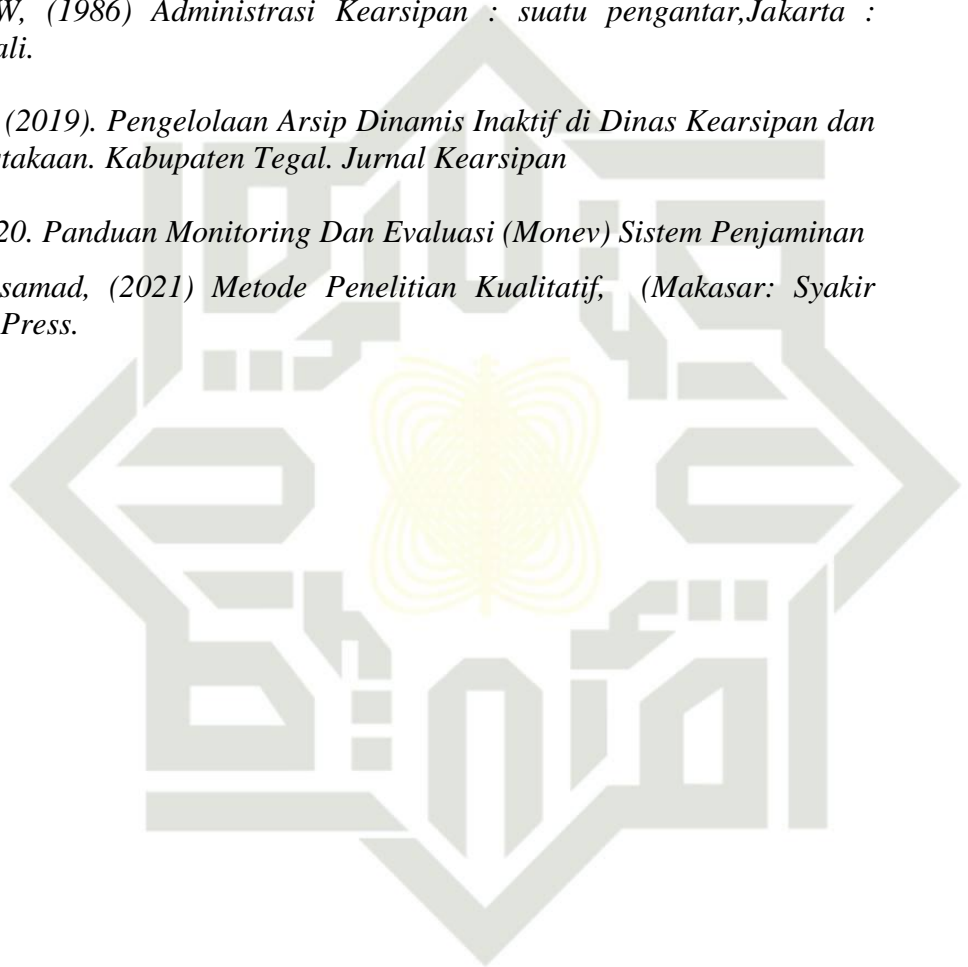 W, (1986) Administrasi Kearsipan : suatu pengantar,Jakarta :
ali.
(2019). Pengelolaan Arsip Dinamis Inaktif di Dinas Kearsipan dan
takaan. Kabupaten Tegal. Jurnal Kearsipan
20. Panduan Monitoring Dan Evaluasi (Monev) Sistem Penjaminan
samad, (2021) Metode Penelitian Kualitatif, (Makasar: Syakir
Press.